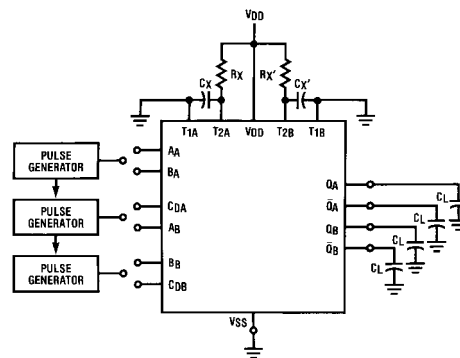 VDD
CX RX RX' CX'
T1A T2A VDD T2B T1B
PULSE GENERATOR
AA
BA
PULSE GENERATOR
CDA
AB
PULSE GENERATOR
BB
CDB
QA
Q̄A
QB
Q̄B
CL
CL
CL
CL
VSS